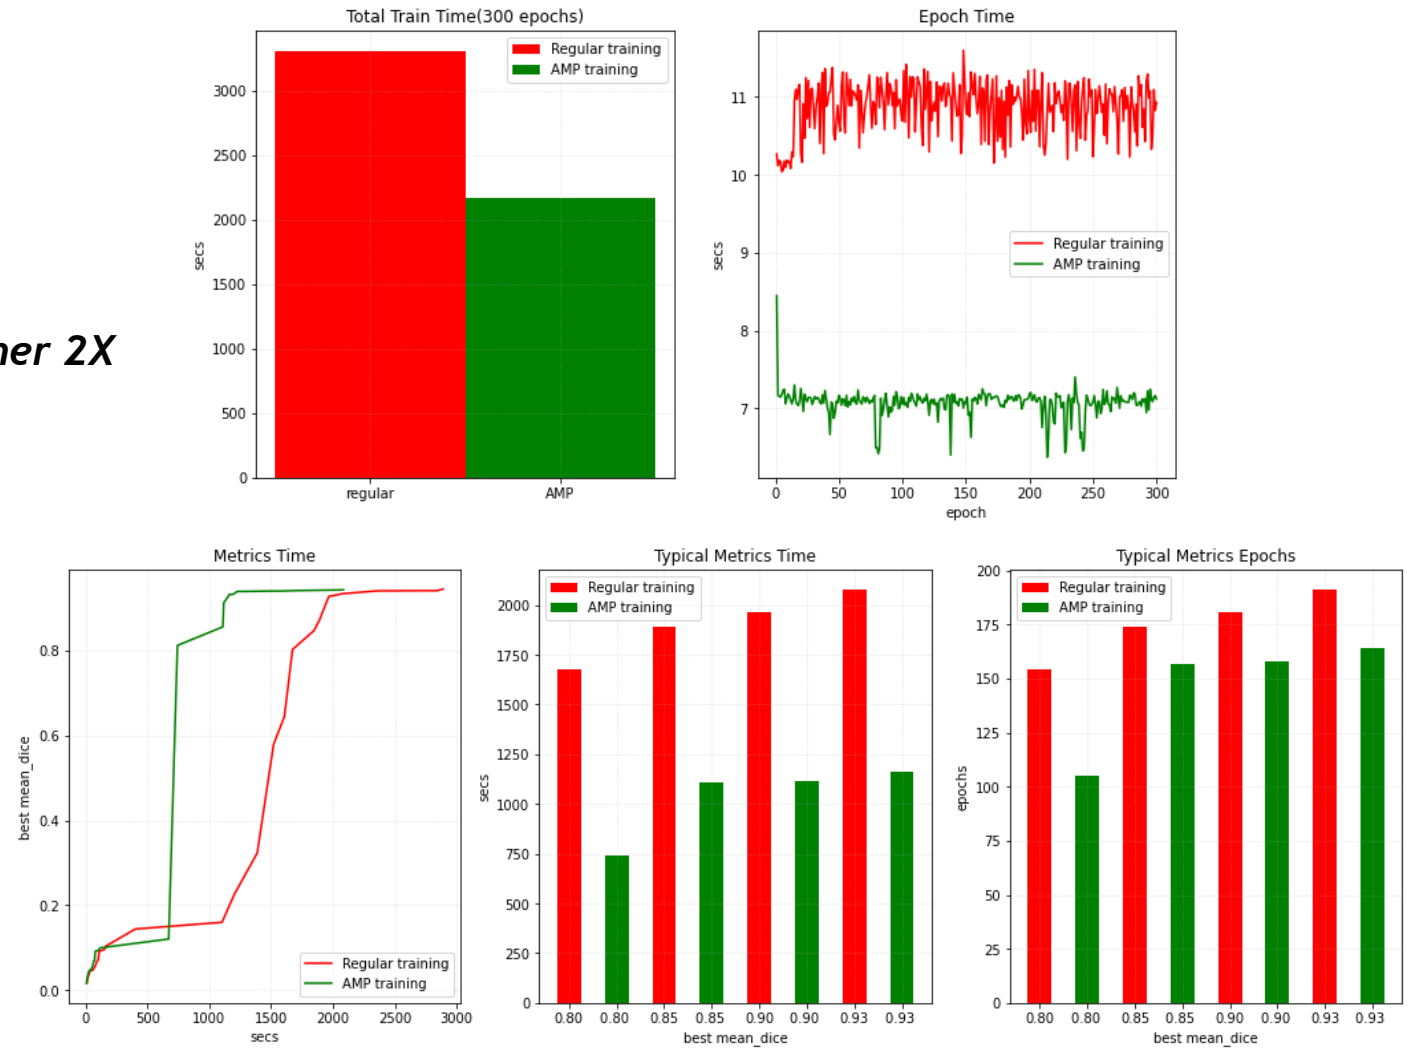 Total Train Time(300 epochs)
Regular training
AMP training
3000
2500
2000
1500
1000
500
0
secs
regular
AMP
Epoch Time
11
10
9
8
7
secs
Regular training
AMP training
0 50 100 150 200 250 300
epoch
2X
Metrics Time
0.8
0.6
0.4
0.2
0.0
best mean_dice
Regular training
AMP training
0 500 1000 1500 2000 2500 3000
secs
Typical Metrics Time
Regular training
AMP training
2000
1750
1500
1250
1000
750
500
250
0
secs
0.80 0.80 0.85 0.85 0.90 0.90 0.93 0.93
best mean_dice
Typical Metrics Epochs
Regular training
AMP training
200
175
150
125
100
75
50
25
0
epochs
0.80 0.80 0.85 0.85 0.90 0.90 0.93 0.93
best mean_dice